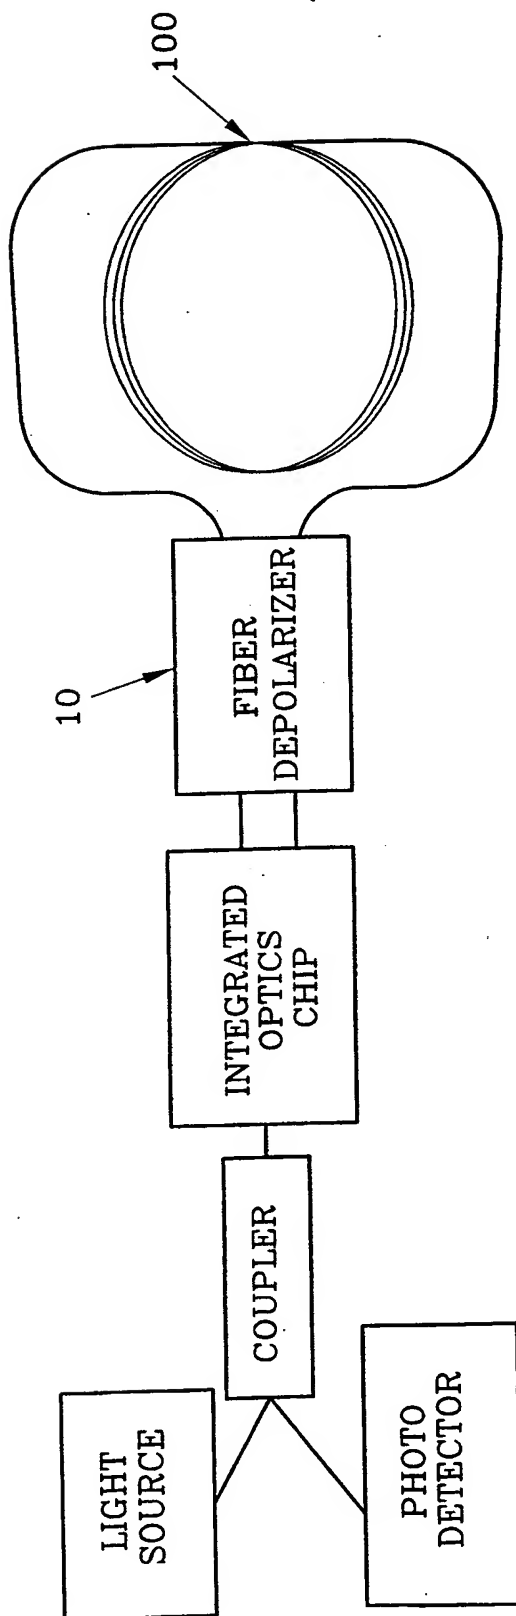 LIGHT
SOURCE
PHOTO
DETECTOR
COUPLER
INTEGRATED
OPTICS
CHIP
10
FIBER
DEPOLARIZER
100